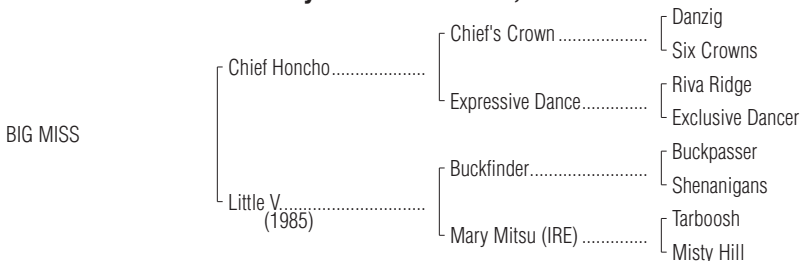 Danzig
Chief's Crown ...................
Six Crowns
Chief Honcho.....................
Riva Ridge
Expressive Dance..............
Exclusive Dancer
BIG MISS
Buckpasser
Buckfinder.........................
Shenanigans
Little V..............................
(1985)
Tarboosh
Mary Mitsu (IRE) ..............
Misty Hill